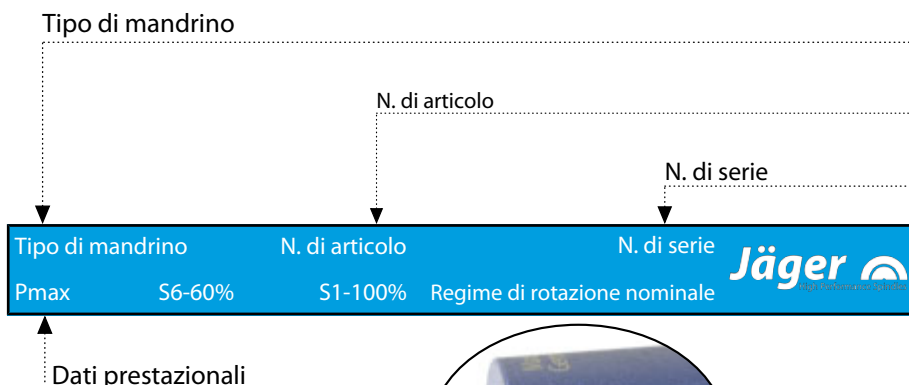 Tipo di mandrino
N. di articolo
N. di serie
Tipo di mandrino N. di articolo N. di serie
Jäger
Pmax S6-60% S1-100% Regime di rotazione nominale
Dati prestazionali